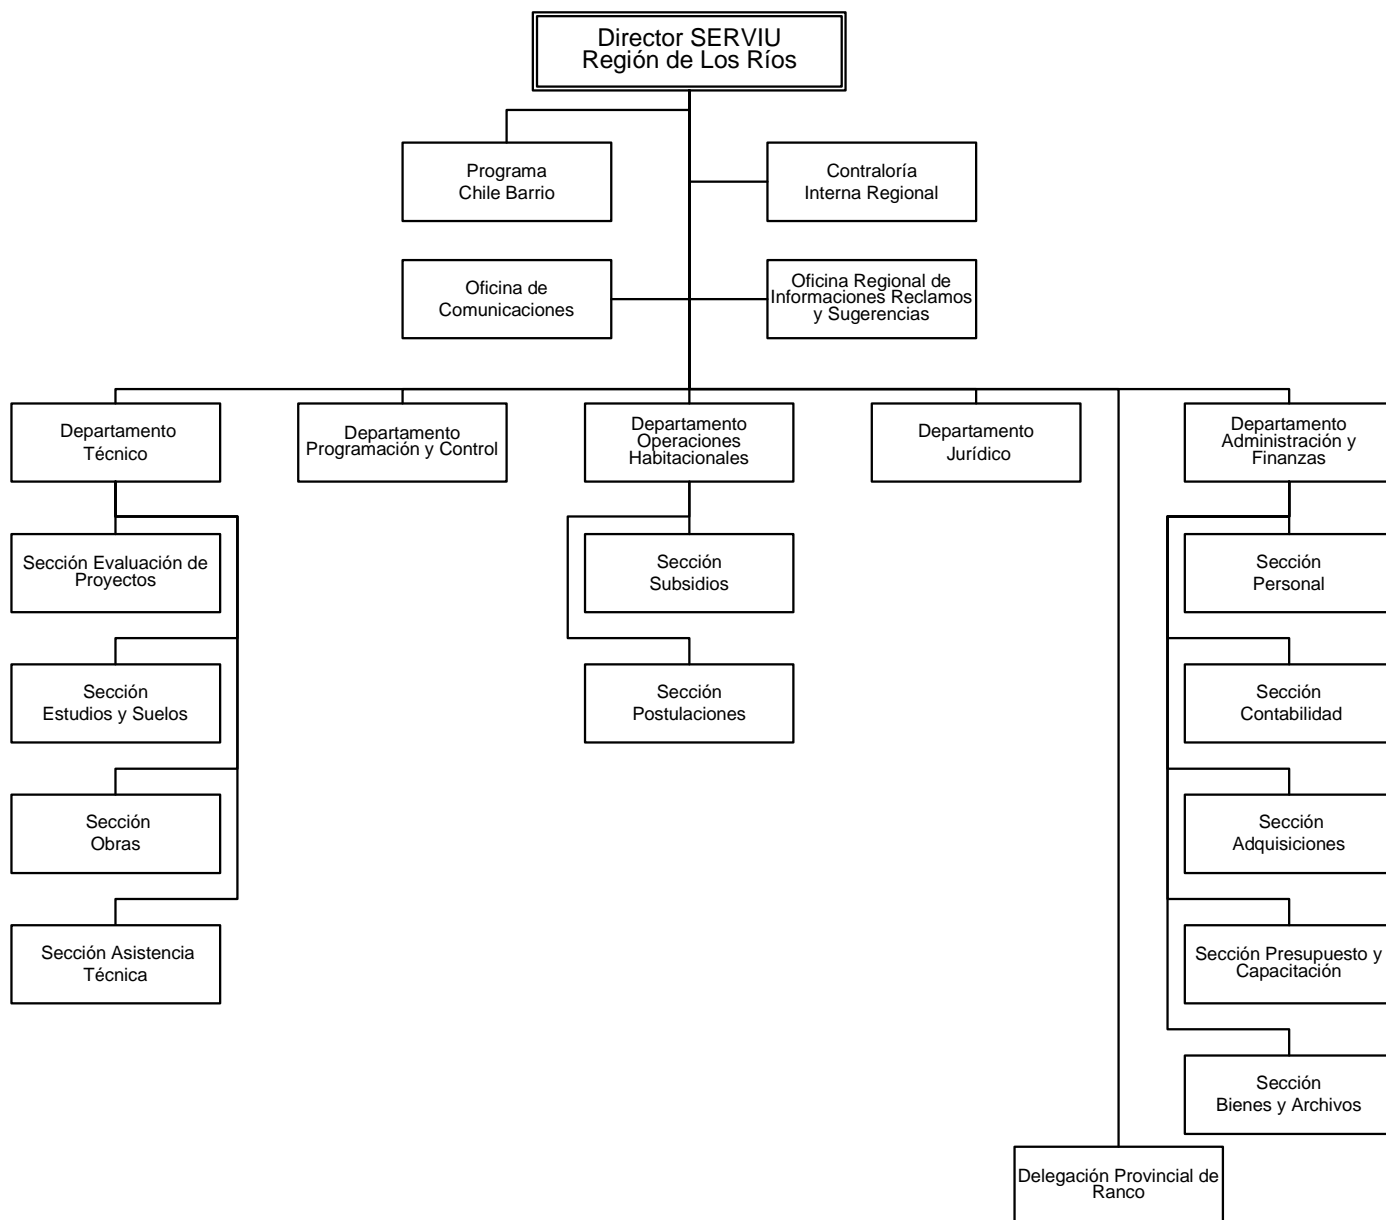 Director SERVIU
Región de Los Ríos
Programa
Chile Barrio
Contraloría
Interna Regional
Oficina de
Comunicaciones
Oficina Regional de
Informaciones Reclamos
y Sugerencias
Departamento
Técnico
Departamento
Programación y Control
Departamento
Operaciones
Habitacionales
Departamento
Jurídico
Departamento
Administración y
Finanzas
Sección Evaluación de
Proyectos
Sección
Subsidios
Sección
Personal
Sección
Estudios y Suelos
Sección
Postulaciones
Sección
Contabilidad
Sección
Obras
Sección
Adquisiciones
Sección Asistencia
Técnica
Sección Presupuesto y
Capacitación
Sección
Bienes y Archivos
Delegación Provincial de
Ranco